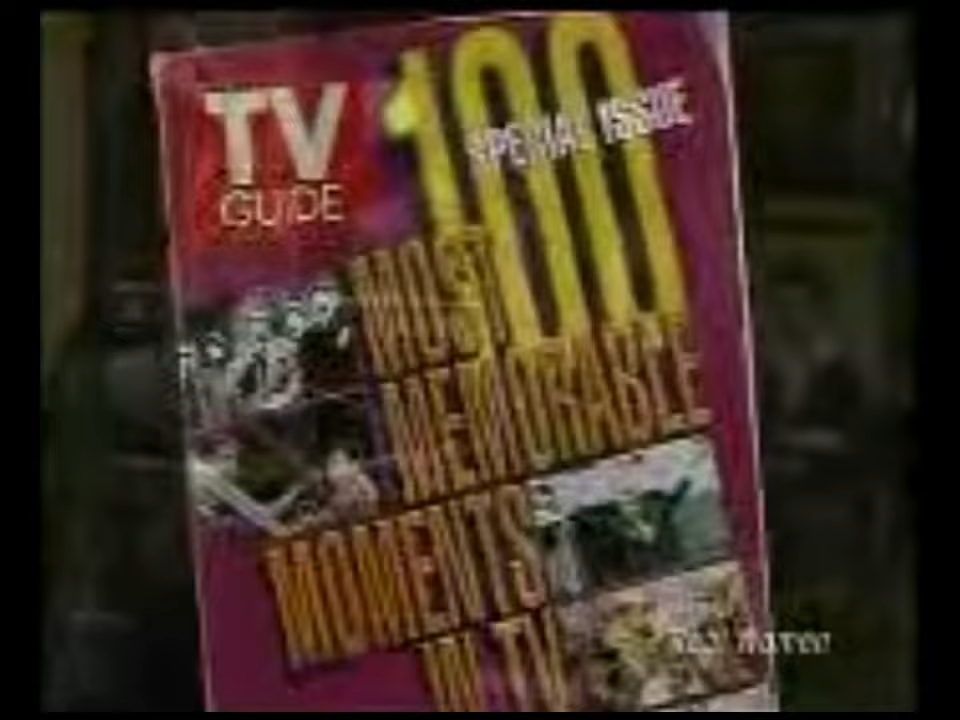 TV
GUIDE
100
SPECIAL ISSUE
MOST
MEMORABLE
MOMENTS
IN TV